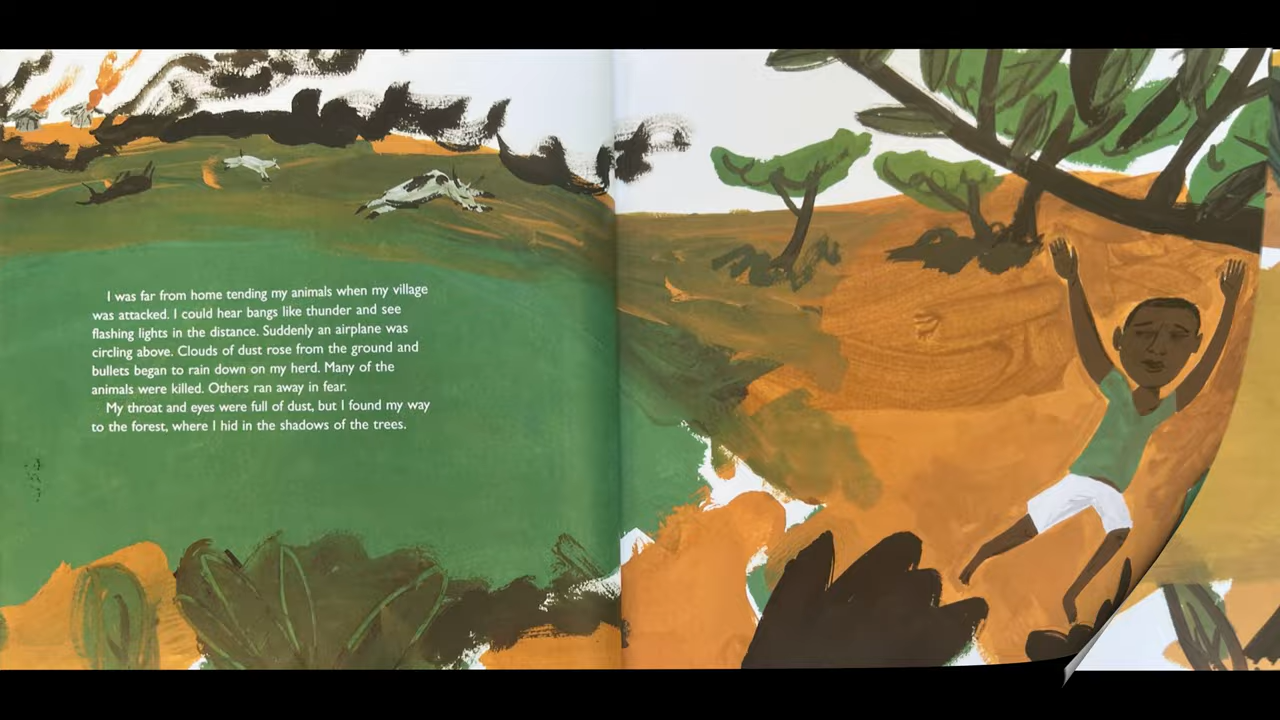 I was far from home tending my animals when my village
was attacked. I could hear bangs like thunder and see
flashing lights in the distance. Suddenly an airplane was
circling above. Clouds of dust rose from the ground and
bullets began to rain down on my herd. Many of the
animals were killed. Others ran away in fear.
My throat and eyes were full of dust, but I found my way
to the forest, where I hid in the shadows of the trees.